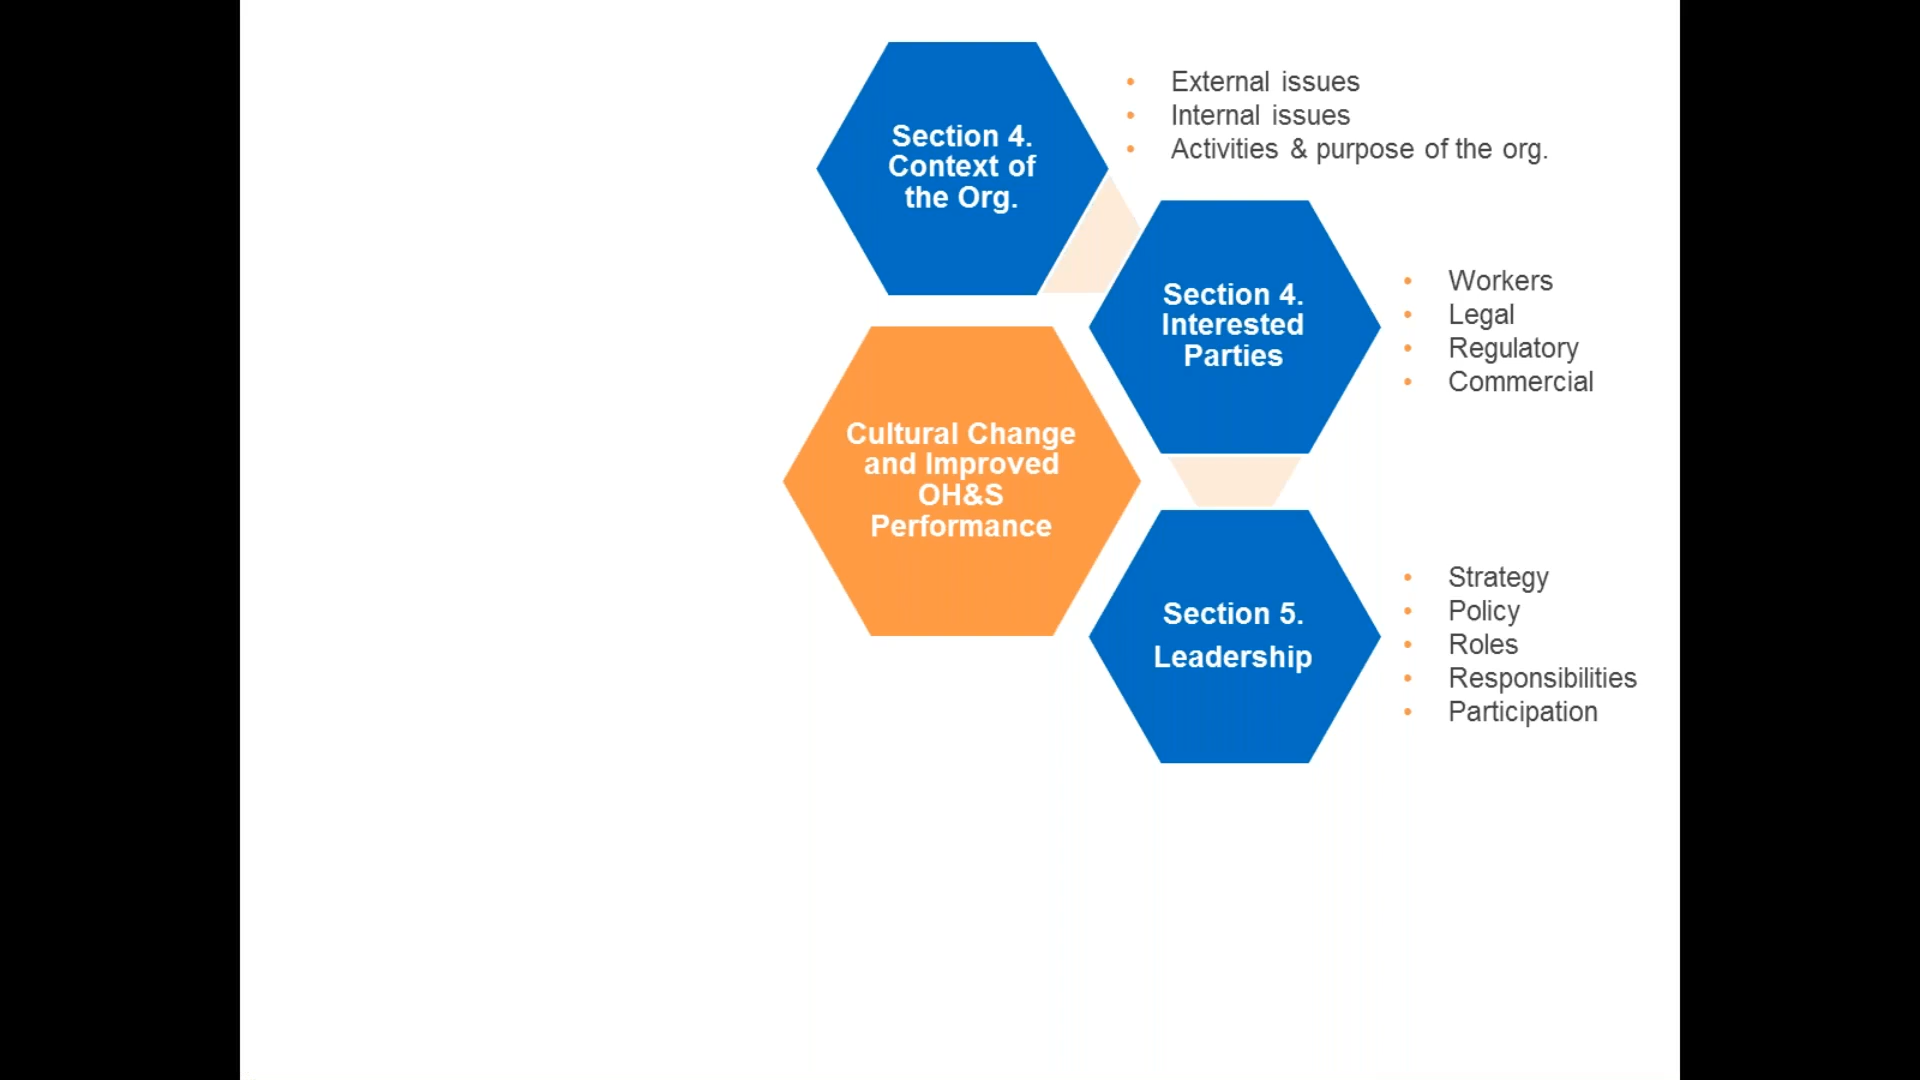 Section 4.
Context of
the Org.
• External issues
• Internal issues
• Activities & purpose of the org.
Section 4.
Interested
Parties
• Workers
• Legal
• Regulatory
• Commercial
Cultural Change
and Improved
OH&S
Performance
Section 5.
Leadership
• Strategy
• Policy
• Roles
• Responsibilities
• Participation